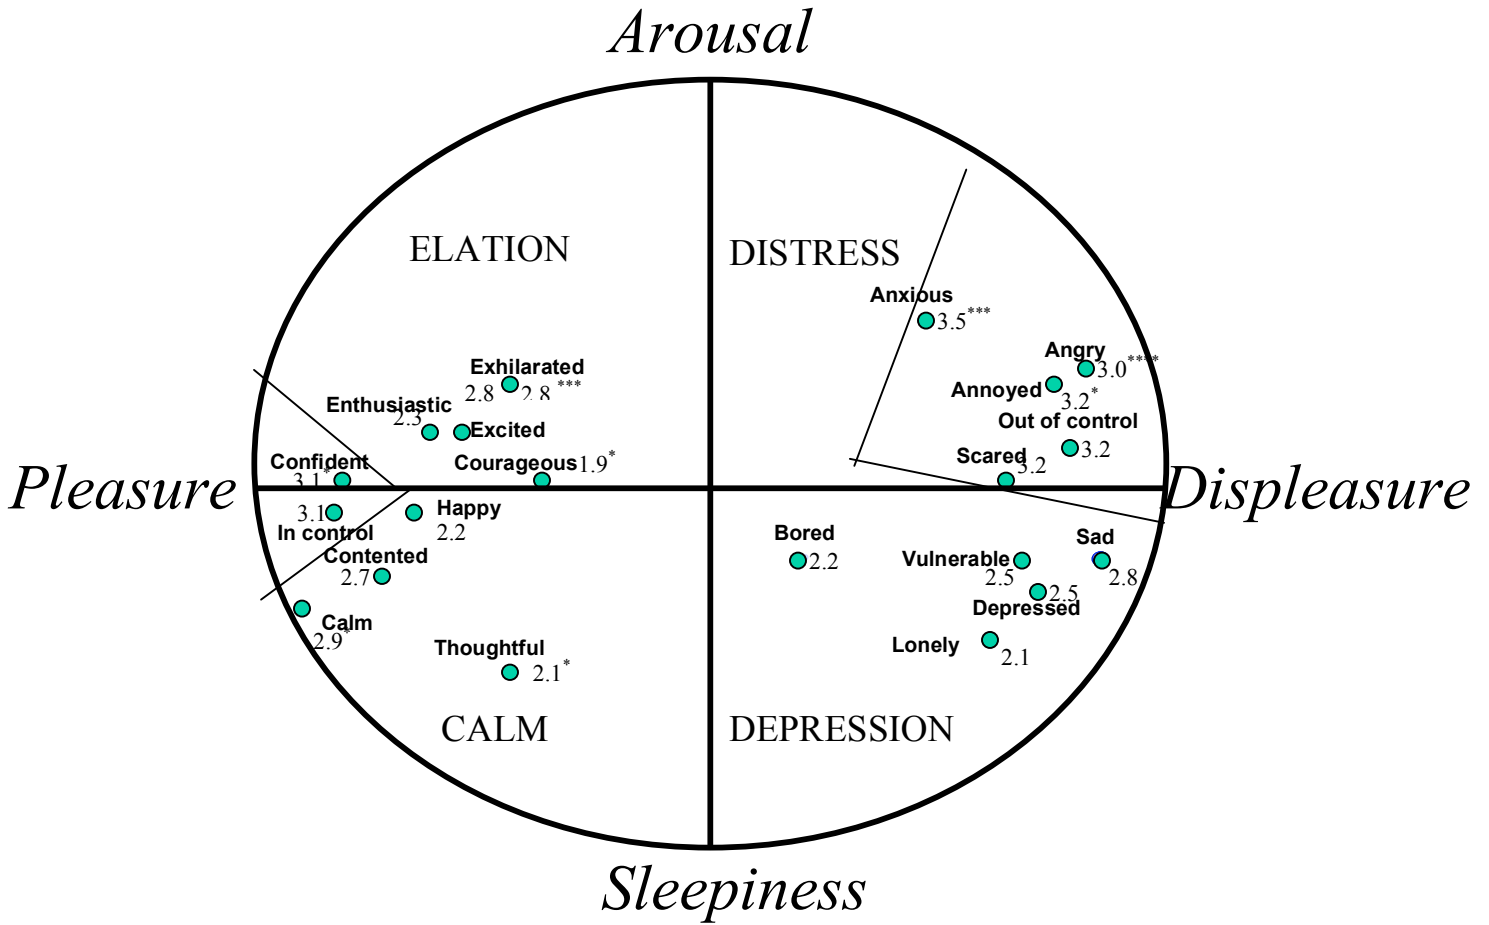 Arousal
ELATION
DISTRESS
Anxious
3.5***
Exhilarated
2.8 2.8 ***
Angry
3.0****
Annoyed
3.2*
Enthusiastic
2.3
Excited
Out of control
3.2
Confident
3.1*
Courageous 1.9*
Scared
3.2
Pleasure
Displeasure
3.1
In control
Happy
2.2
Contented
2.7
Calm
2.9*
Thoughtful
2.1*
Bored
2.2
Vulnerable
2.5
Sad
2.8
2.5
Depressed
Lonely
2.1
CALM
DEPRESSION
Sleepiness